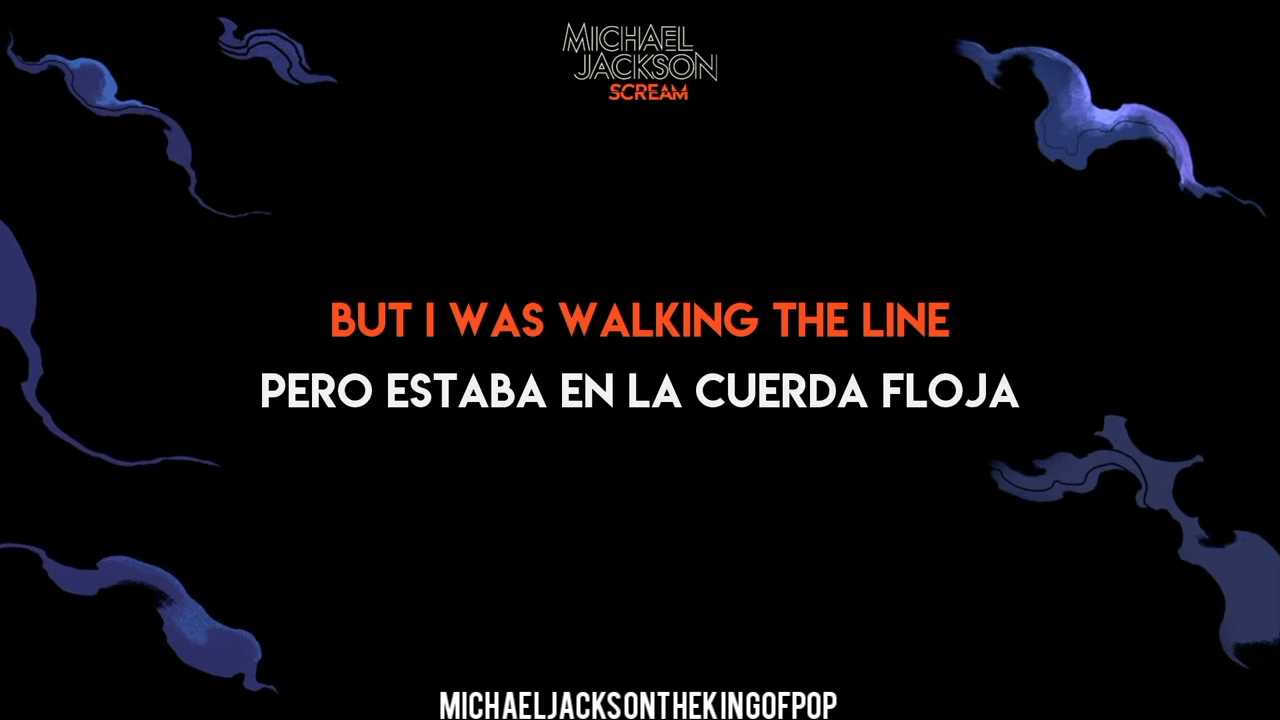 MICHAEL
JACKSON
SCREAM
BUT I WAS WALKING THE LINE
PERO ESTABA EN LA CUERDA FLOJA
MICHAELJACKSONTHEKINGOFPOP